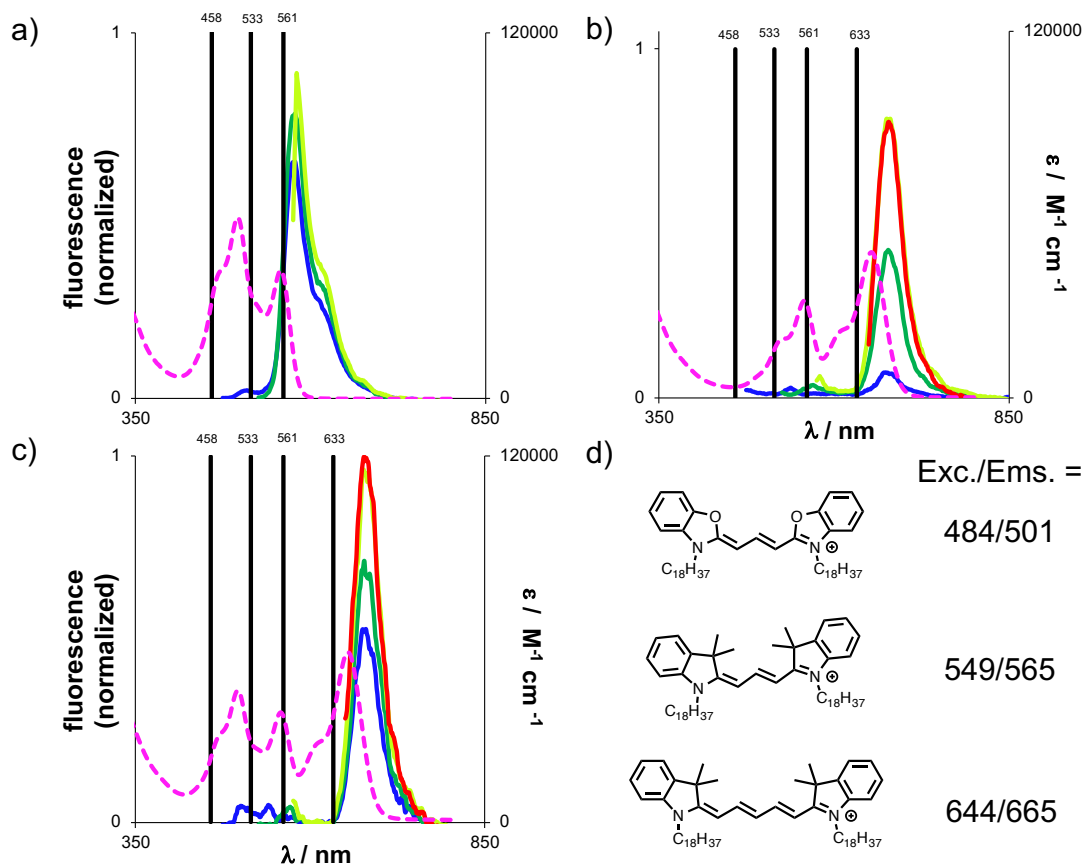 a)
458
533
561
1
120000
fluorescence
(normalized)
0
0
350
850
b)
458
533
561
633
1
120000
ε / M⁻¹ cm⁻¹
0
0
350
850
λ / nm
c)
458
533
561
633
1
120000
fluorescence
(normalized)
ε / M⁻¹ cm⁻¹
0
0
350
850
λ / nm
d)
Exc./Ems. =
O
O
N
N
⊕
C₁₈H₃₇
C₁₈H₃₇
484/501
N
N
⊕
C₁₈H₃₇
C₁₈H₃₇
549/565
N
N
⊕
C₁₈H₃₇
C₁₈H₃₇
644/665